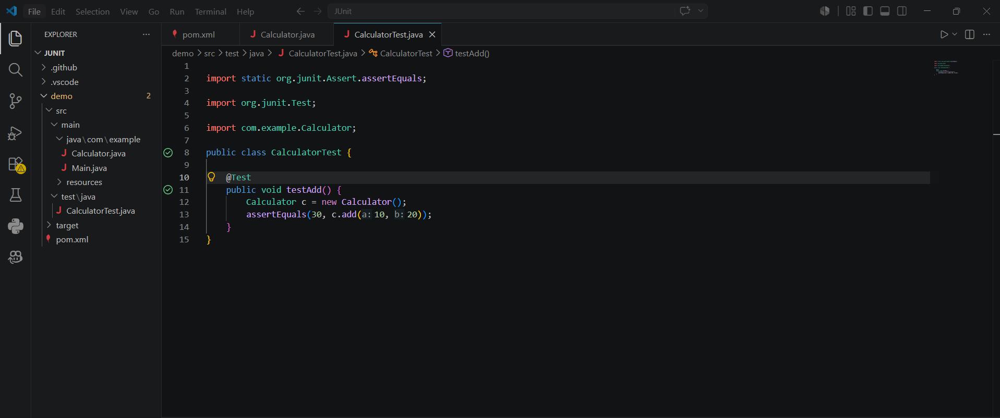 File Edit Selection View Go Run Terminal Help JUnit
EXPLORER
JUNIT
.github
.vscode
demo 2
src
main
java\com\example
Calculator.java
Main.java
resources
test\java
CalculatorTest.java
target
pom.xml
pom.xml Calculator.java CalculatorTest.java
demo > src > test > java > CalculatorTest.java > CalculatorTest > testAdd()
1
2 import static org.junit.Assert.assertEquals;
3
4 import org.junit.Test;
5
6 import com.example.Calculator;
7
8 public class CalculatorTest {
9
10 @Test
11 public void testAdd() {
12 Calculator c = new Calculator();
13 assertEquals(30, c.add(a: 10, b: 20));
14 }
15 }